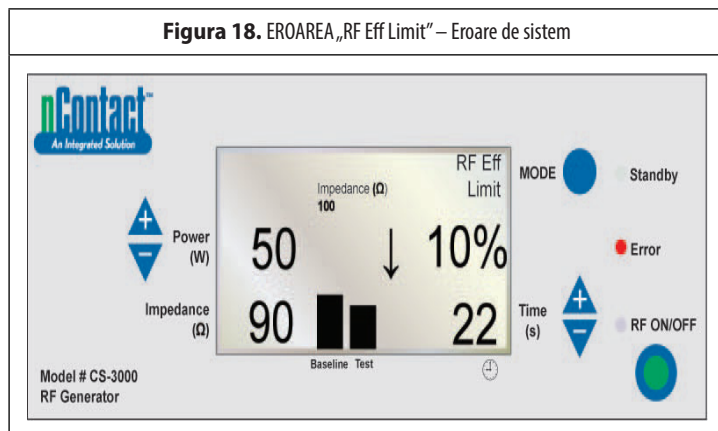 Figura 18. EROAREA „RF Eff Limit” – Eroare de sistem
nContact™
An Integrated Solution
RF Eff
Limit
MODE
Standby
Impedance (Ω)
100
+
−
Power
(W)
50
↓
10%
Error
Impedance
(Ω)
90
22
Time
(s)
+
−
RF ON/OFF
Baseline Test
Model # CS-3000
RF Generator